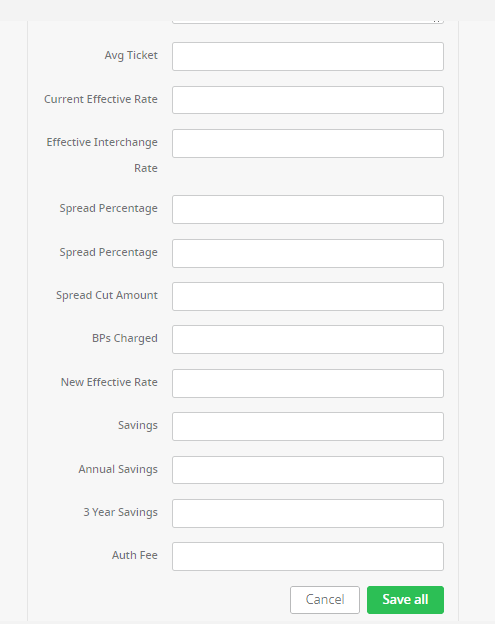 Avg Ticket
Current Effective Rate
Effective Interchange
Rate
Spread Percentage
Spread Percentage
Spread Cut Amount
BPs Charged
New Effective Rate
Savings
Annual Savings
3 Year Savings
Auth Fee
Cancel Save all